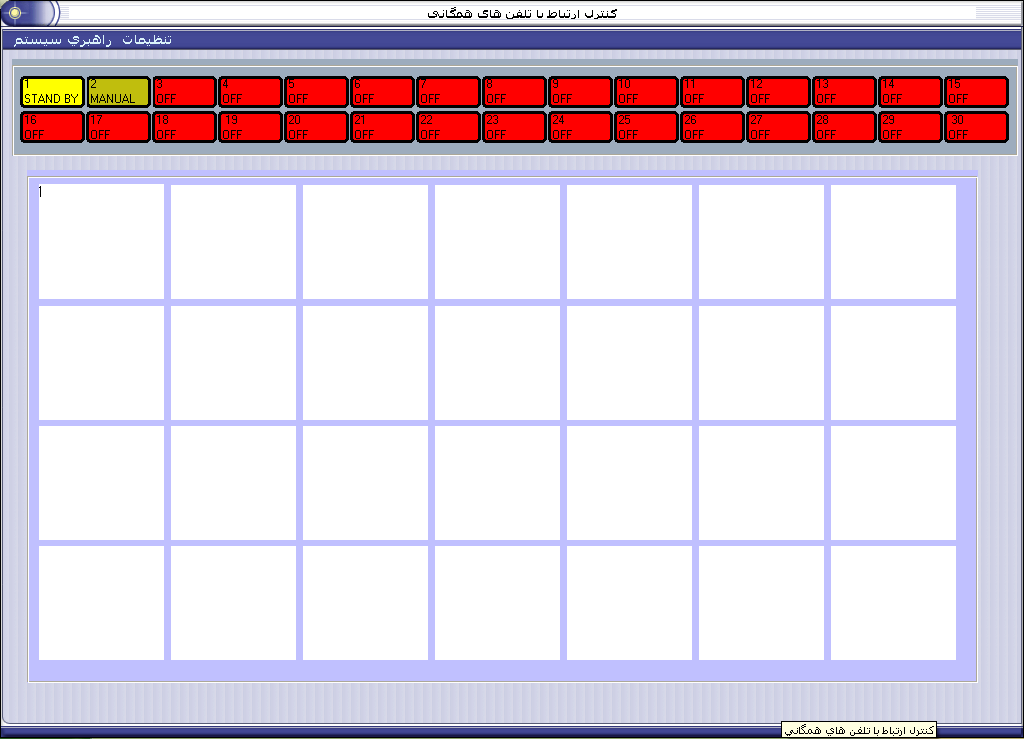 کنترل ارتباط با تلفن های همگانی
تنظیمات راهبري سیستم
1
STAND BY
2
MANUAL
3
OFF
4
OFF
5
OFF
6
OFF
7
OFF
8
OFF
9
OFF
10
OFF
11
OFF
12
OFF
13
OFF
14
OFF
15
OFF
16
OFF
17
OFF
18
OFF
19
OFF
20
OFF
21
OFF
22
OFF
23
OFF
24
OFF
25
OFF
26
OFF
27
OFF
28
OFF
29
OFF
30
OFF
1
کنترل ارتباط با تلفن هاي همگاني